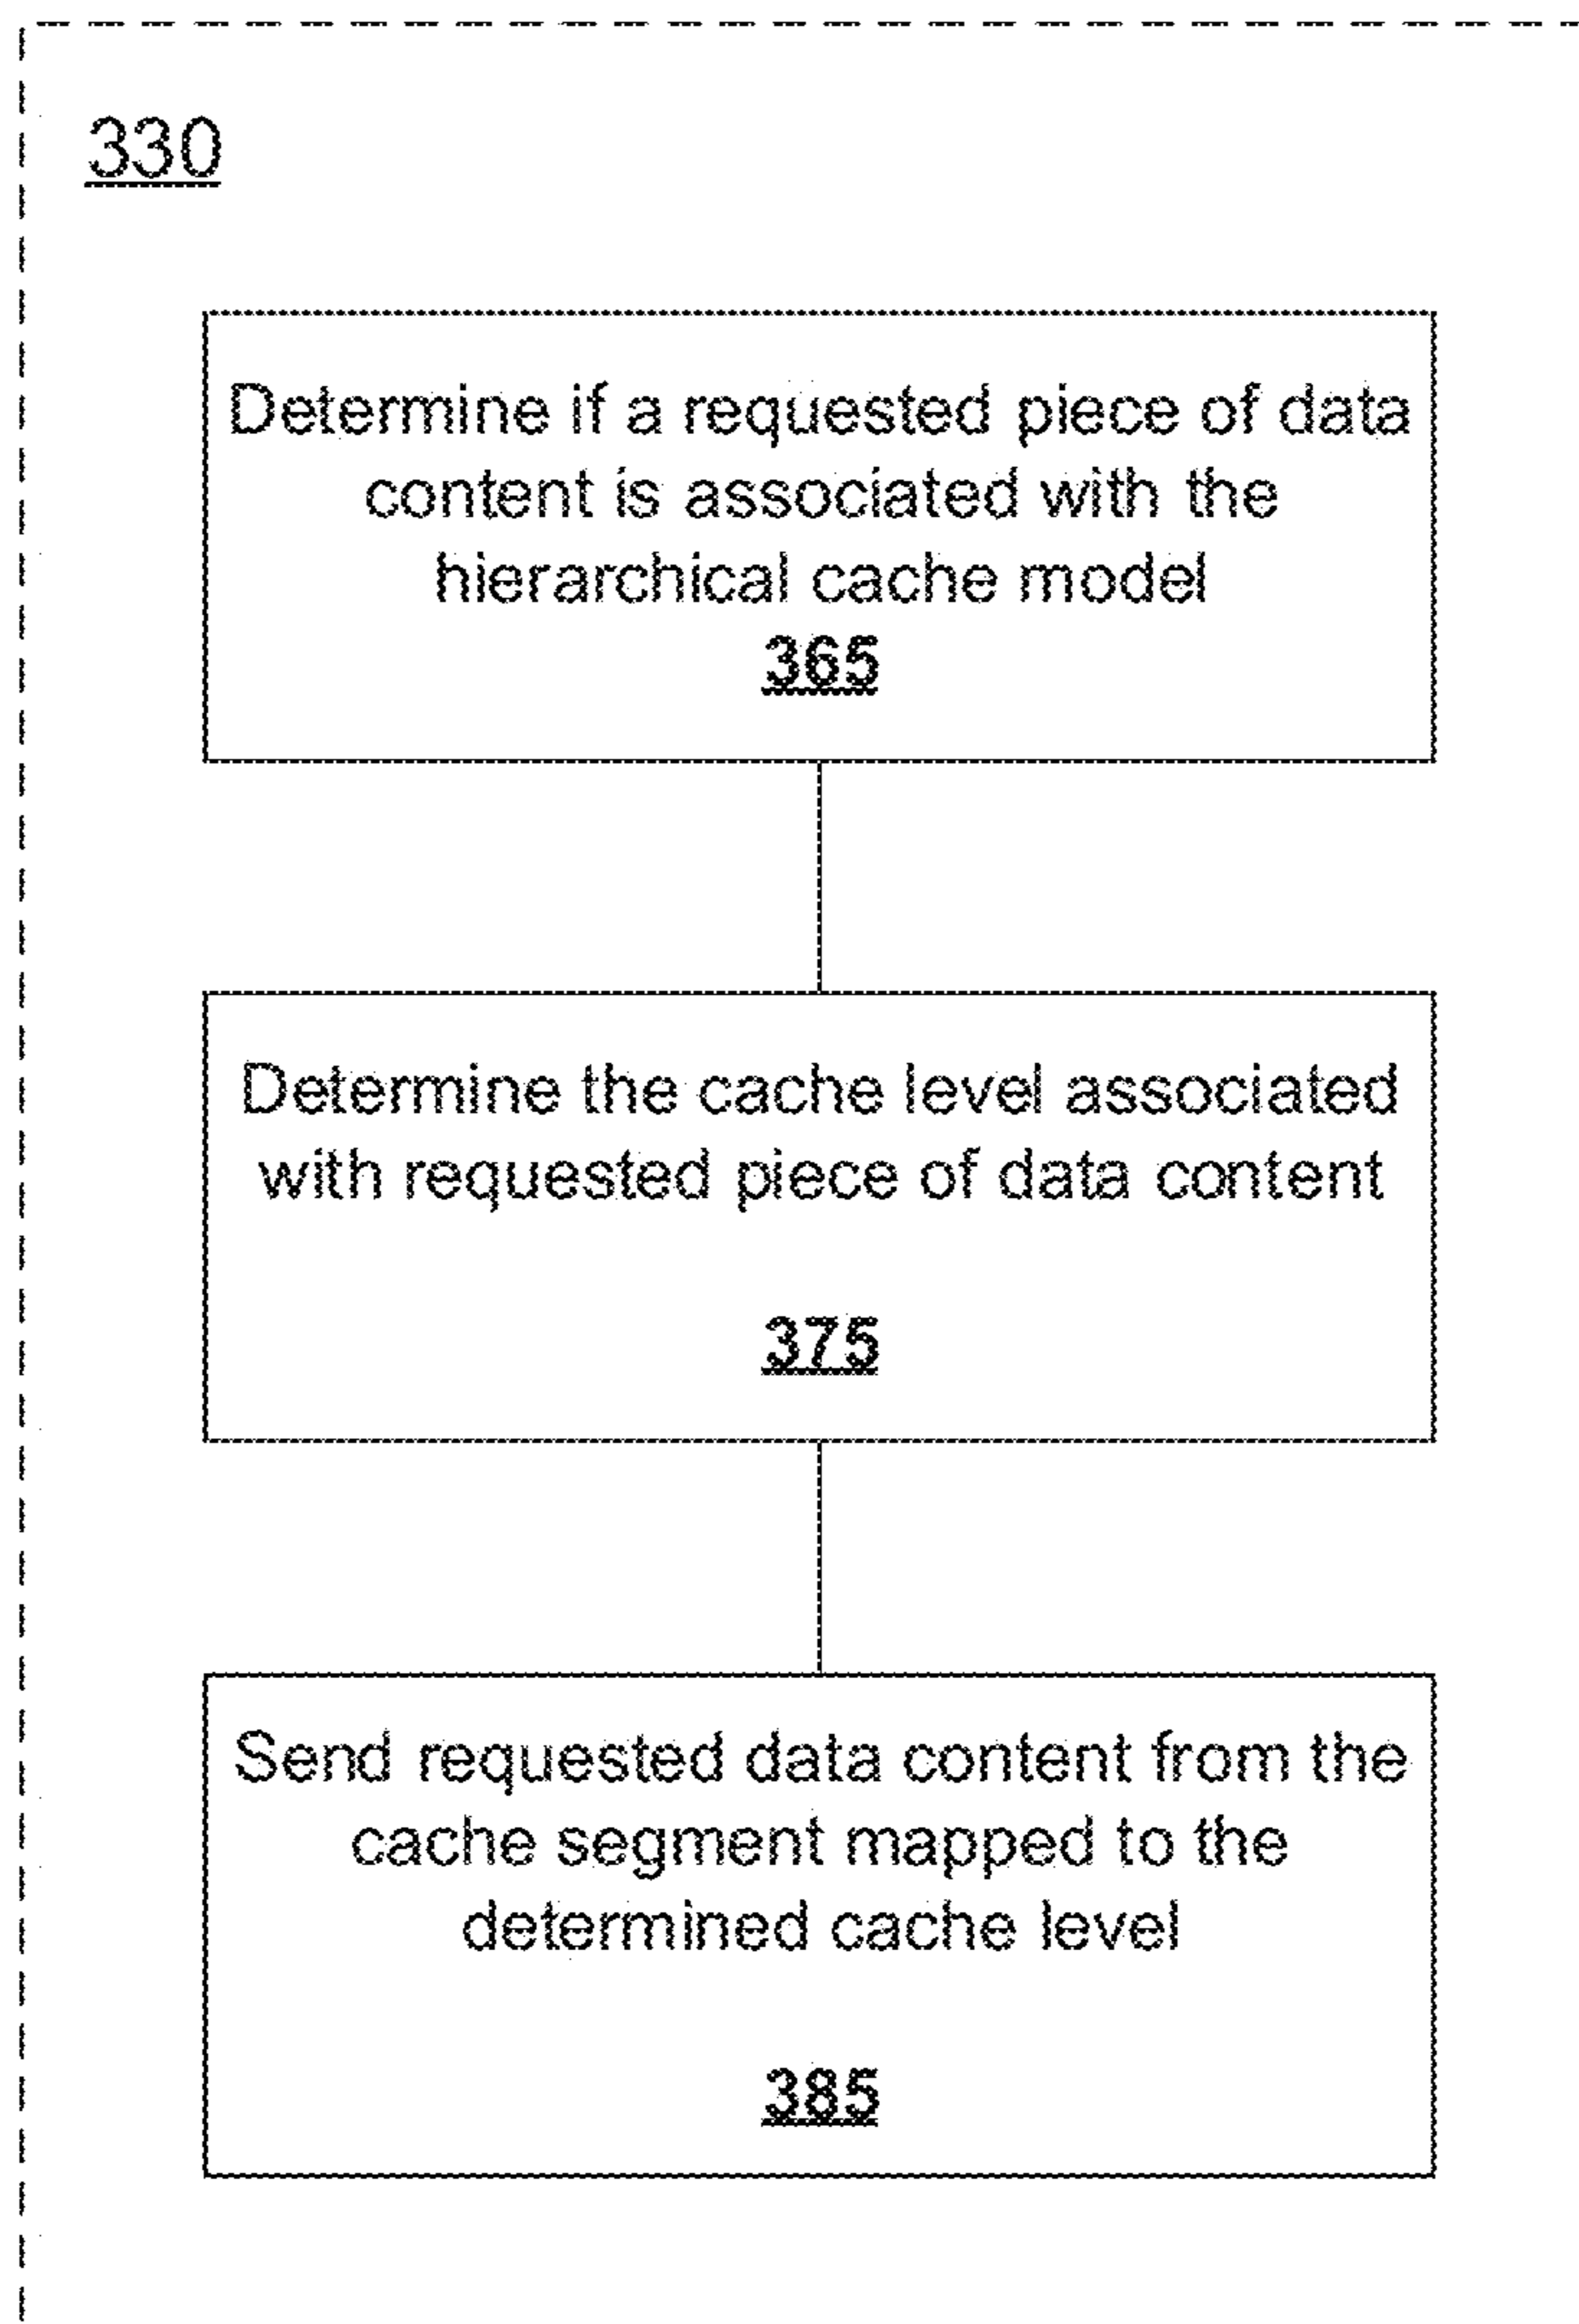 330
Determine if a requested piece of data
content is associated with the
hierarchical cache model
365
Determine the cache level associated
with requested piece of data content
375
Send requested data content from the
cache segment mapped to the
determined cache level
385